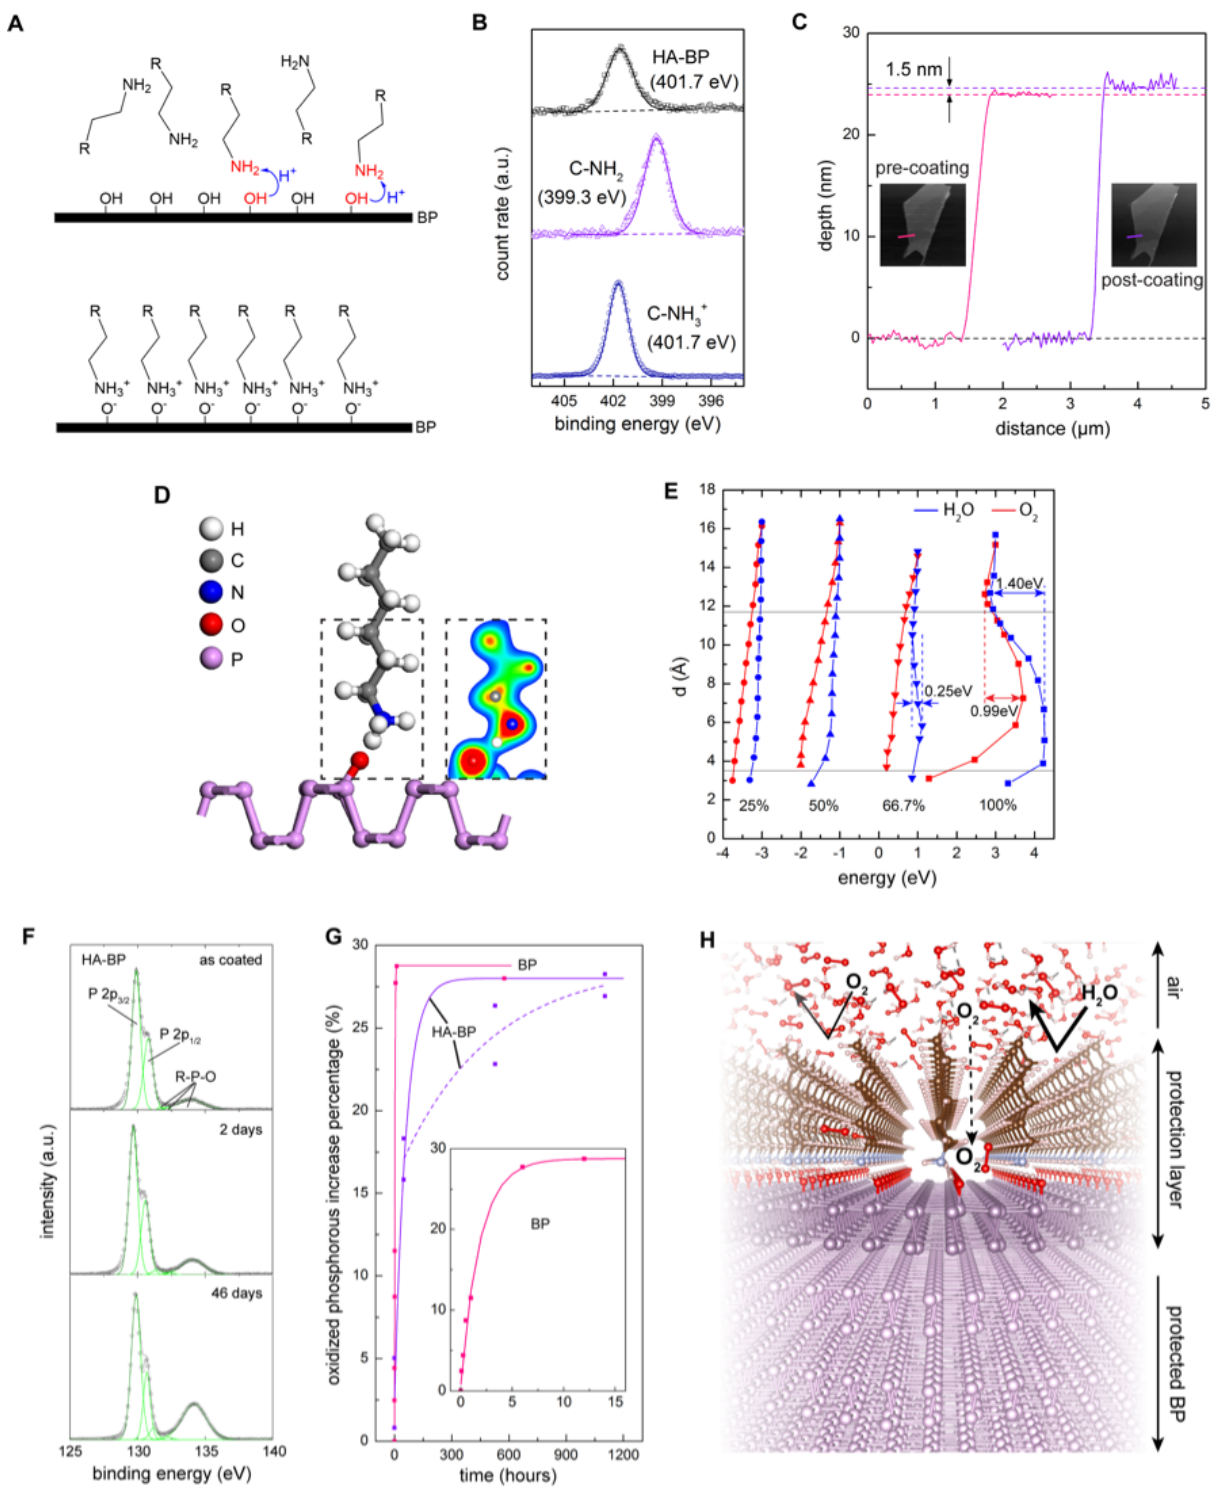 A
H₂N
R
R
NH₂
R
NH₂
R
R
R
NH₂
NH₂
H⁺
H⁺
OH OH OH OH OH OH
BP
R R R R R R
NH₃⁺ NH₃⁺ NH₃⁺ NH₃⁺ NH₃⁺ NH₃⁺
O⁻ O⁻ O⁻ O⁻ O⁻ O⁻
BP
B
HA-BP
(401.7 eV)
C-NH₂
(399.3 eV)
C-NH₃⁺
(401.7 eV)
count rate (a.u.)
405 402 399 396
binding energy (eV)
C
30
20
10
0
depth (nm)
1.5 nm
pre-coating
post-coating
0 1 2 3 4 5
distance (μm)
D
H
C
N
O
P
E
18
16
14
12
10
8
6
4
2
0
d (Å)
H₂O O₂
1.40eV
0.25eV
0.99eV
25% 50% 66.7% 100%
-4 -3 -2 -1 0 1 2 3 4
energy (eV)
F
HA-BP
as coated
P 2p3/2
P 2p1/2
R-P-O
2 days
46 days
intensity (a.u.)
125 130 135 140
binding energy (eV)
G
30
25
20
15
10
5
0
oxidized phosphorous increase percentage (%)
BP
HA-BP
30
20
10
0
BP
0 5 10 15
0 300 600 900 1200
time (hours)
H
O₂
O₂
H₂O
O₂
air
protection layer
protected BP